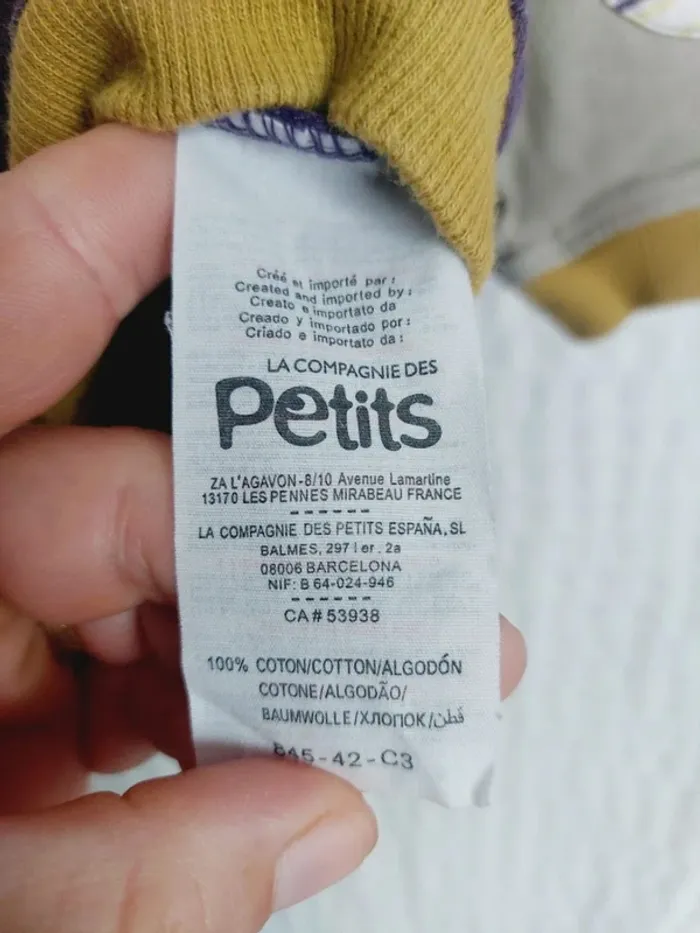 Créé et importé par :
Created and imported by :
Creato e importato da
Creado y importado por :
Criado e importato da :
LA COMPAGNIE DES
Petits
ZA L'AGAVON-8/10 Avenue Lamartine
13170 LES PENNES MIRABEAU FRANCE
LA COMPAGNIE DES PETITS ESPAÑA, SL
BALMES, 297 1er . 2a
08006 BARCELONA
NIF: B 64-024-946
CA # 53938
100% COTON/COTTON/ALGODÓN
COTONE/ALGODÃO/
BAUMWOLLE/ХЛОПОК/قطن
-42-C3